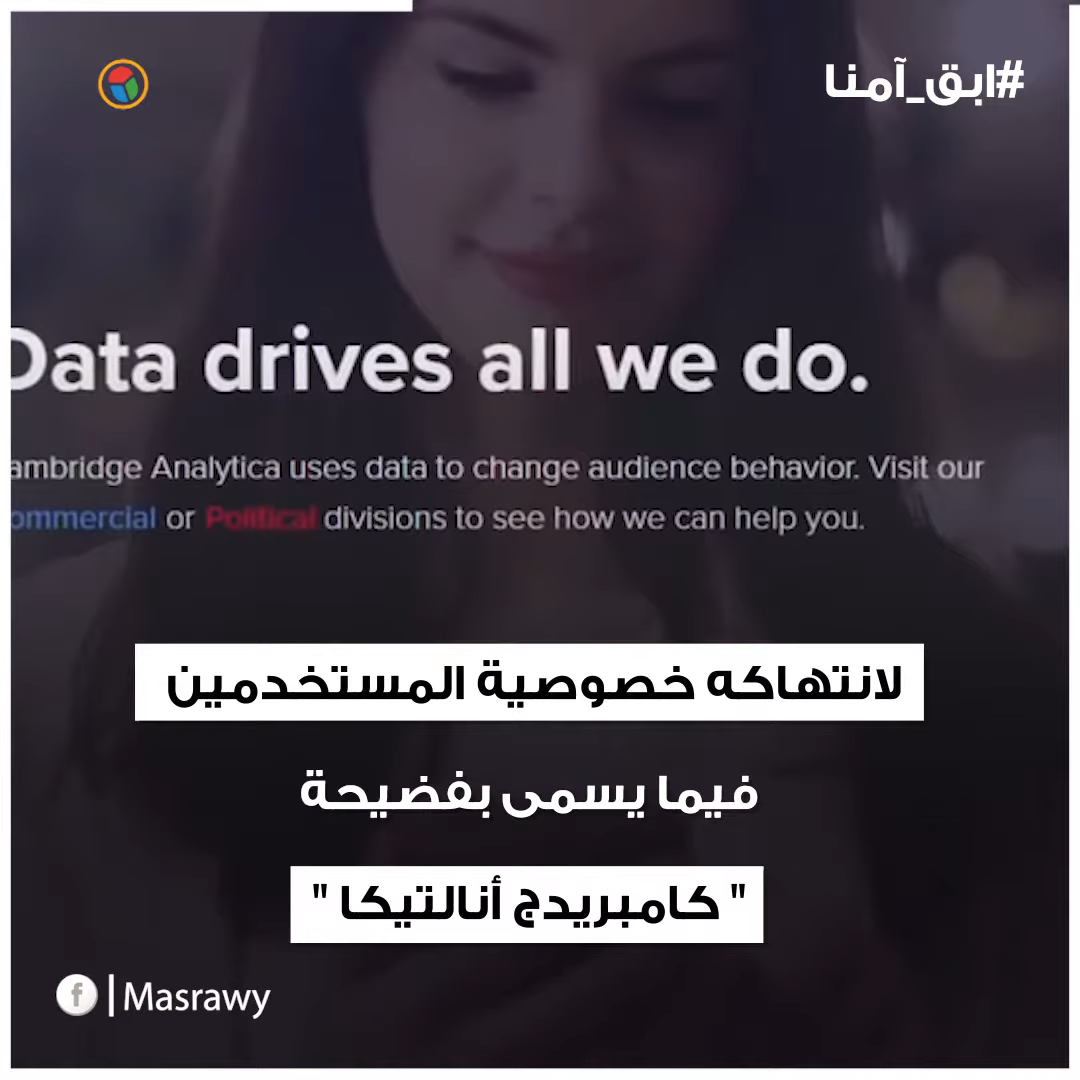 #ابق_آمنا
Data drives all we do.
ambridge Analytica uses data to change audience behavior. Visit our
ommercial or Political divisions to see how we can help you.
لانتهاكه خصوصية المستخدمين
فيما يسمى بفضيحة
" كامبريدج أنالتيكا "
f | Masrawy